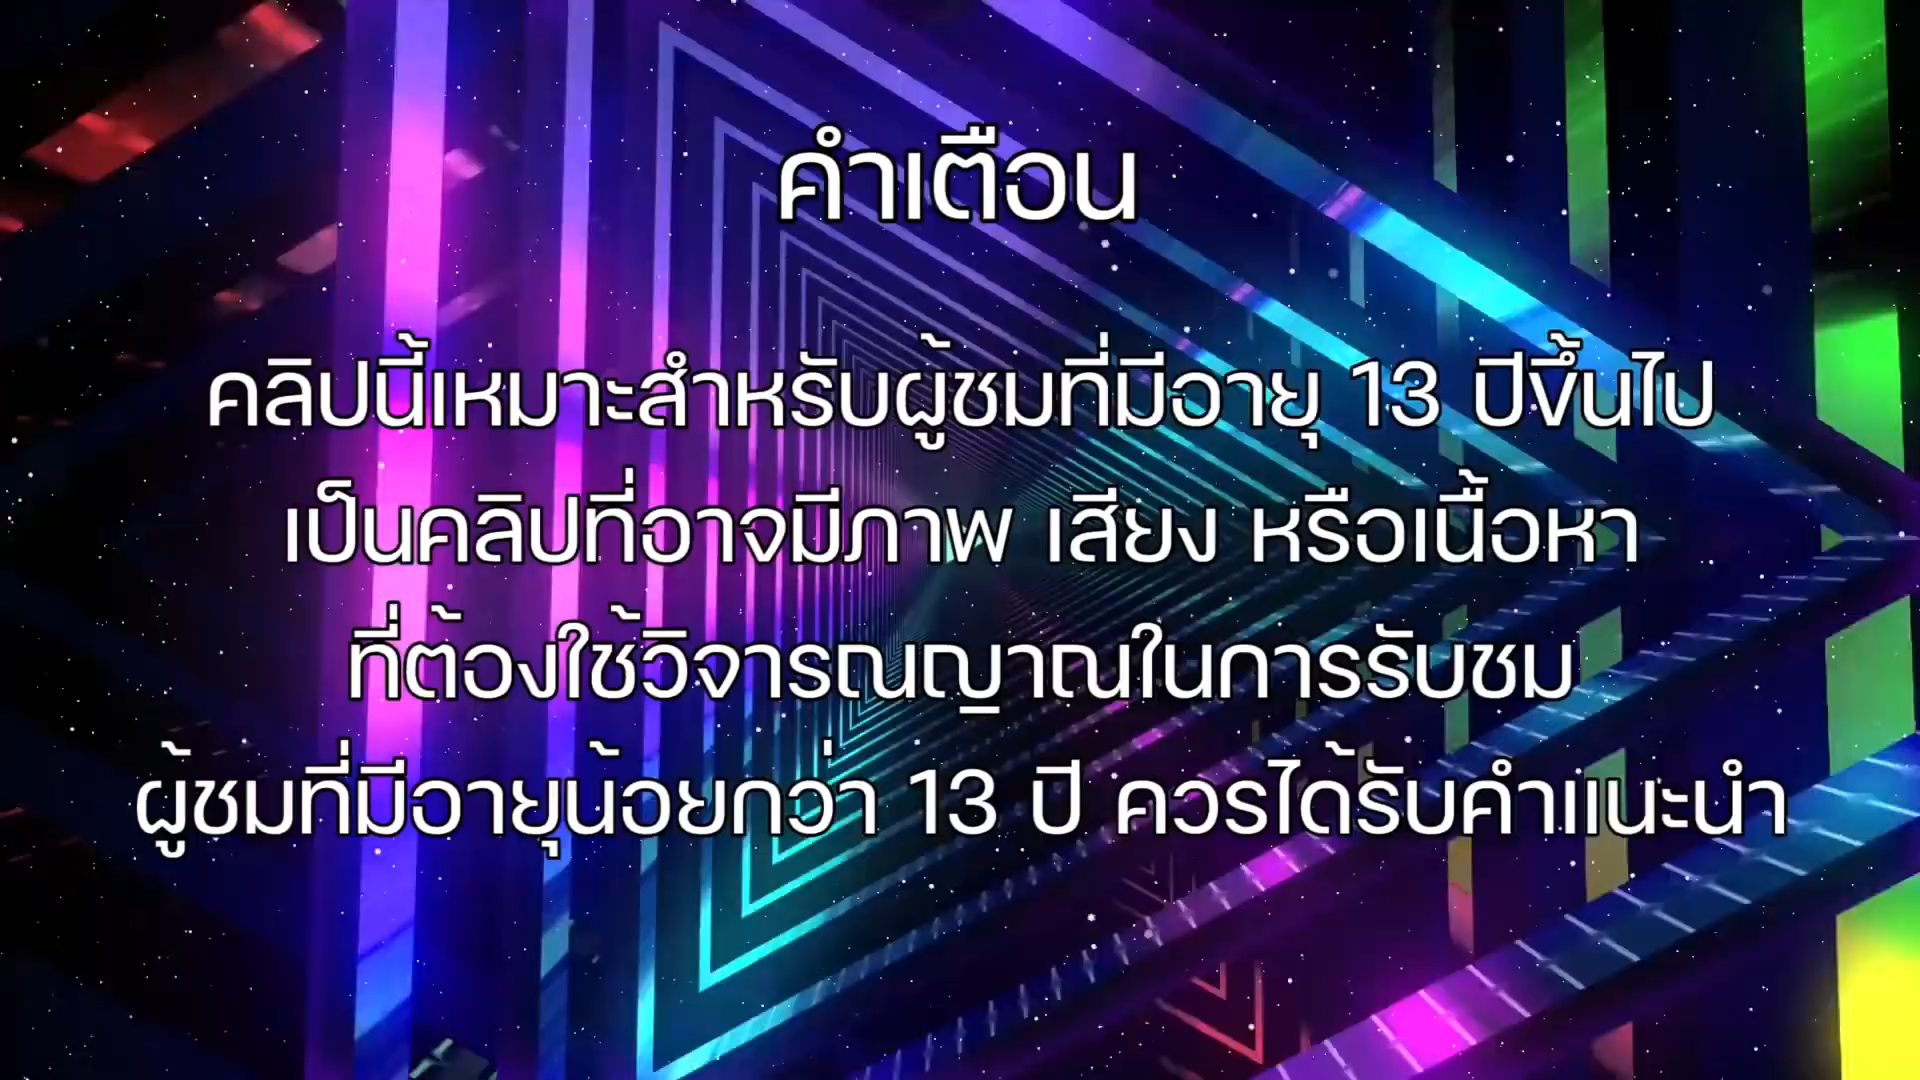 คำเตือน
คลิปนี้เหมาะสำหรับผู้ชมที่มีอายุ 13 ปีขึ้นไป
เป็นคลิปที่อาจมีภาพ เสียง หรือเนื้อหา
ที่ต้องใช้วิจารณญาณในการรับชม
ผู้ชมที่มีอายุน้อยกว่า 13 ปี ควรได้รับคำแนะนำ